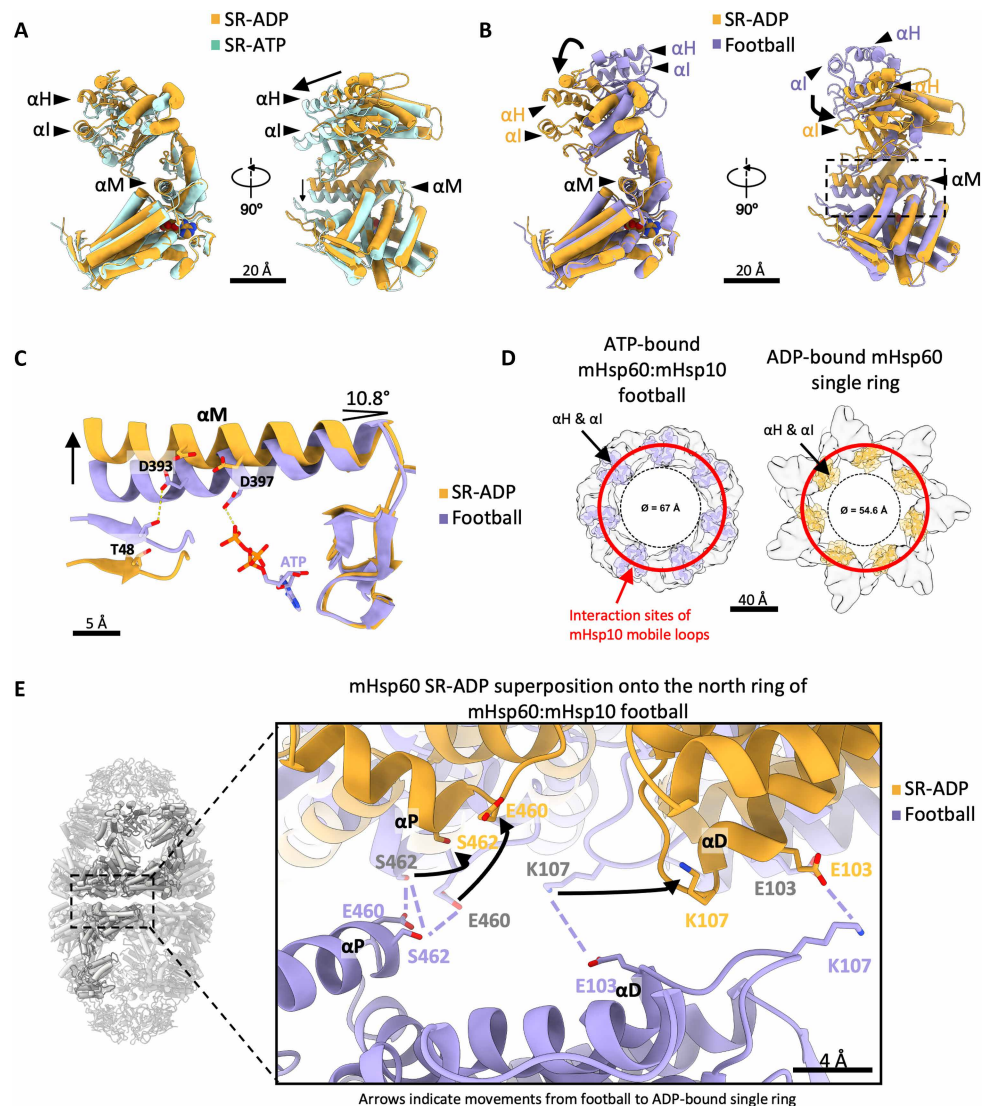 A
SR-ADP
SR-ATP
αH
αI
αM
90°
20 Å
αH
αI
αM
B
SR-ADP
Football
αH
αI
αH
αI
αM
90°
20 Å
αH
αI
αH
αI
αM
C
αM
10.8°
D393
D397
T48
ATP
SR-ADP
Football
5 Å
D
ATP-bound
mHsp60:mHsp10
football
αH & αI
Ø = 67 Å
Interaction sites of
mHsp10 mobile loops
40 Å
ADP-bound mHsp60
single ring
αH & αI
Ø = 54.6 Å
E
mHsp60 SR-ADP superposition onto the north ring of
mHsp60:mHsp10 football
αP
E460
S462
S462
K107
αD
E103
E103
K107
E460
E460
S462
αP
E103
αD
K107
4 Å
SR-ADP
Football
Arrows indicate movements from football to ADP-bound single ring